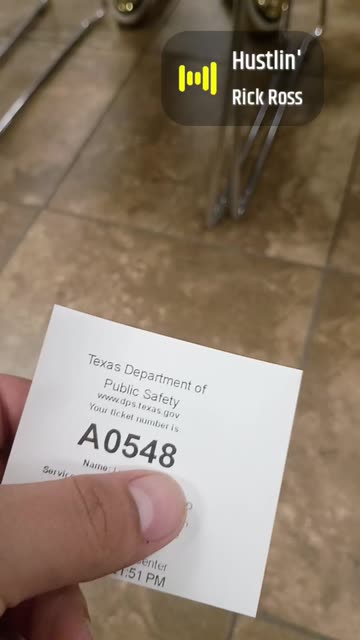 Hustlin'
Rick Ross
Texas Department of
Public Safety
www.dps.texas.gov
Your ticket number is
A0548
Name:
:51 PM